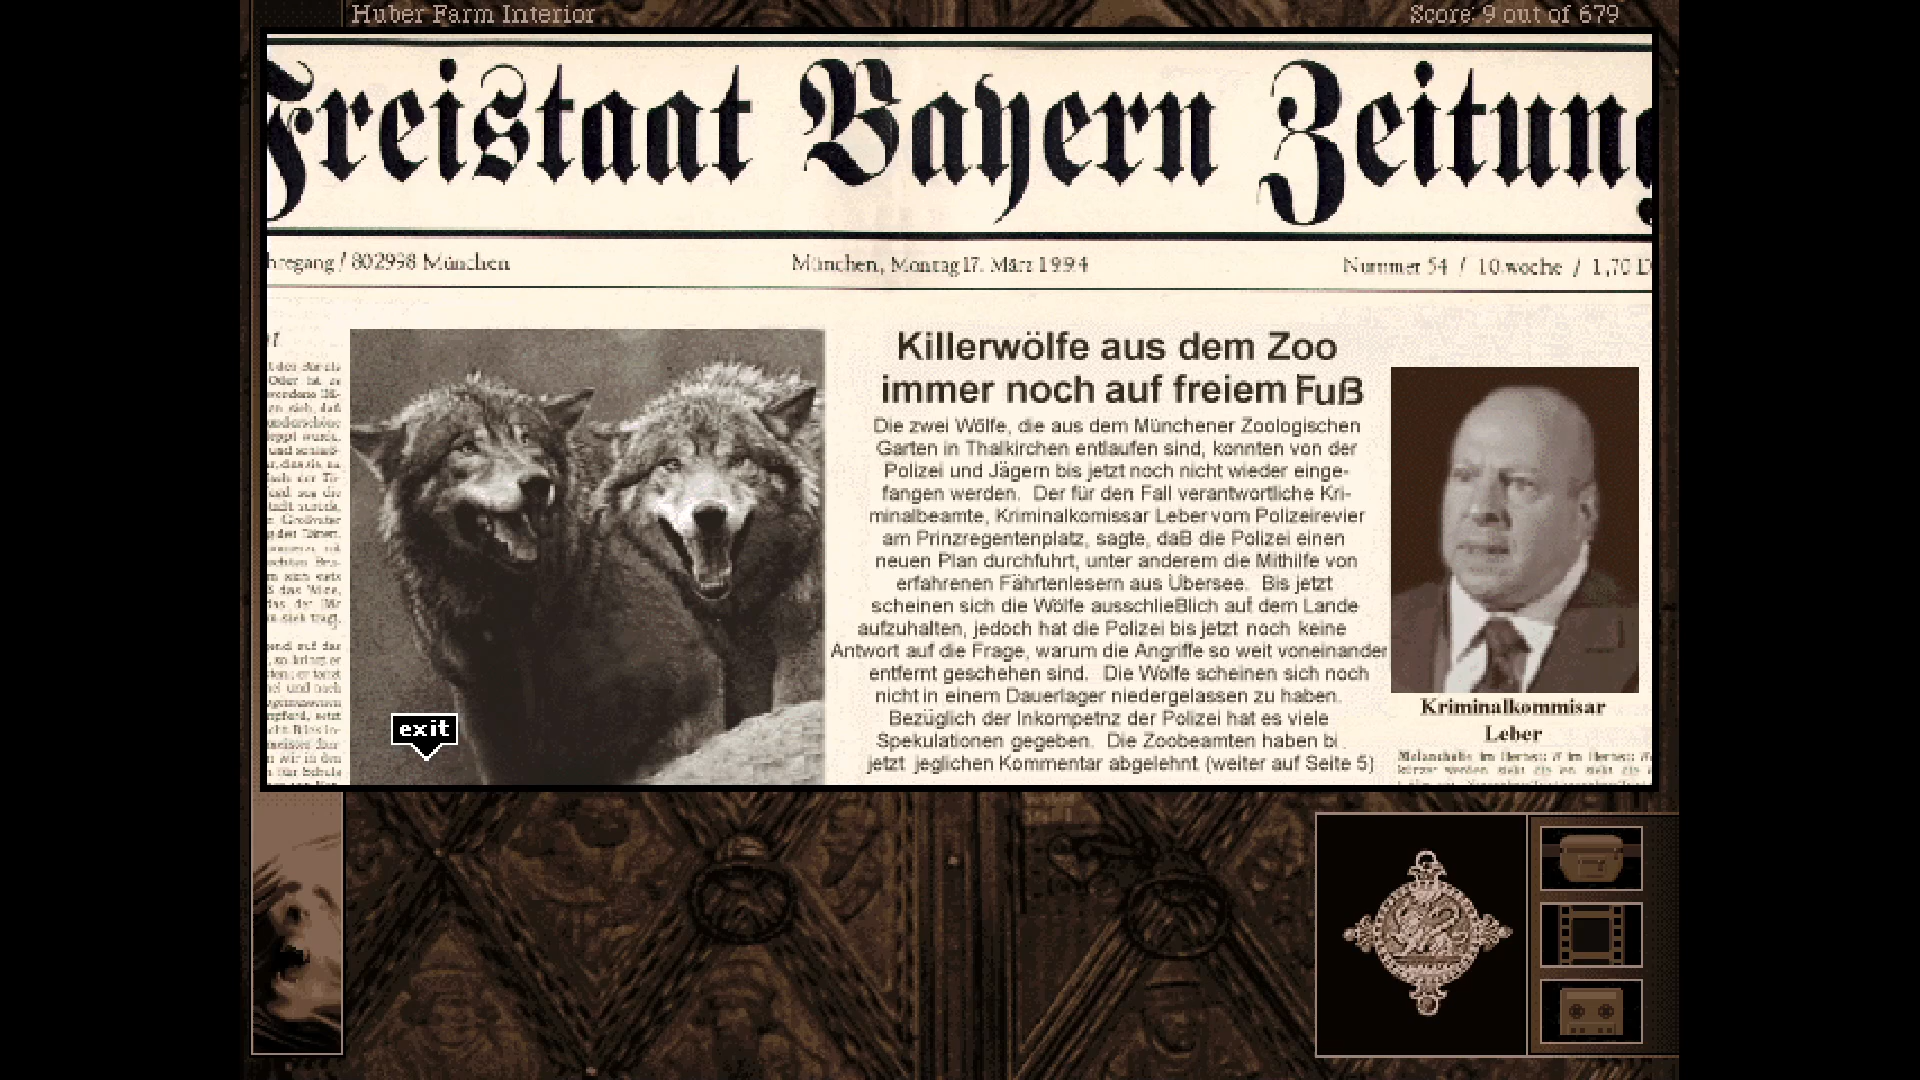 Huber Farm Interior
Score: 9 out of 679
Freistaat Bayern Zeitung
hregang / 802998 München
München, Montag 17. März 1994
Nummer 54 / 10.woche / 1,70 D
Killerwölfe aus dem Zoo
immer noch auf freiem Fuß
Die zwei Wölfe, die aus dem Münchener Zoologischen
Garten in Thalkirchen entlaufen sind, konnten von der
Polizei und Jägern bis jetzt noch nicht wieder einge-
fangen werden. Der für den Fall verantwortliche Kri-
minalbeamte, Kriminalkomissar Leber vom Polizeirevier
am Prinzregentenplatz, sagte, daß die Polizei einen
neuen Plan durchfuhrt, unter anderem die Mithilfe von
erfahrenen Fährtenlesern aus Übersee. Bis jetzt
scheinen sich die Wölfe ausschließlich auf dem Lande
aufzuhalten, jedoch hat die Polizei bis jetzt noch keine
Antwort auf die Frage, warum die Angriffe so weit voneinander
entfernt geschehen sind. Die Wölfe scheinen sich noch
nicht in einem Dauerlager niedergelassen zu haben.
Bezüglich der Inkompetnz der Polizei hat es viele
Spekulationen gegeben. Die Zoobeamten haben bi
jetzt jeglichen Kommentar abgelehnt (weiter auf Seite 5)
Kriminalkommisar
Leber
exit